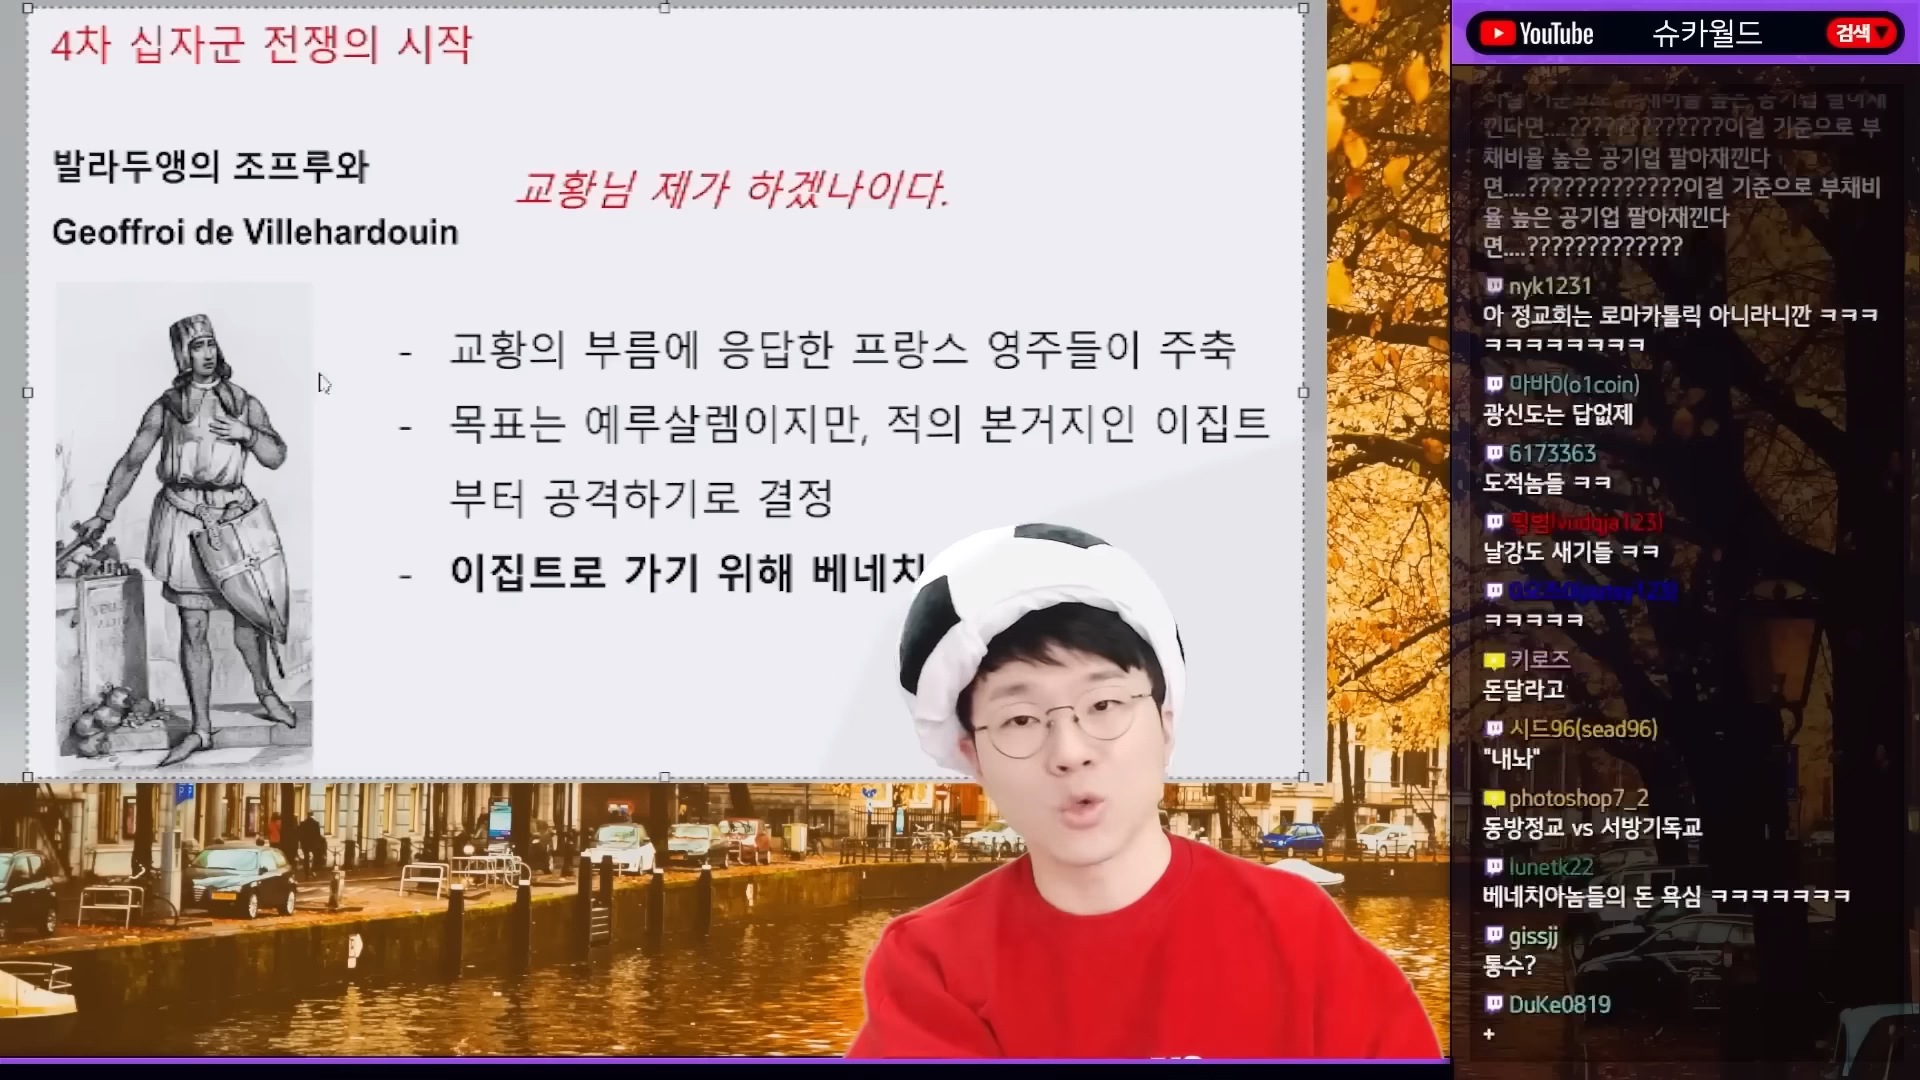 4차 십자군 전쟁의 시작
발라두앵의 조프루와
Geoffroi de Villehardouin
교황님 제가 하겠나이다.
- 교황의 부름에 응답한 프랑스 영주들이 주축
- 목표는 예루살렘이지만, 적의 본거지인 이집트
부터 공격하기로 결정
- 이집트로 가기 위해 베네치
YouTube 슈카월드 검색
낀다면....?????????????이걸 기준으로 부
채비율 높은 공기업 팔아재낀다
면....?????????????이걸 기준으로 부채비
율 높은 공기업 팔아재낀다
면....?????????????
nyk1231
아 정교회는 로마카톨릭 아니라니깐 ㅋㅋㅋ
ㅋㅋㅋㅋㅋㅋㅋㅋ
마바0(o1coin)
광신도는 답없제
6173363
도적놈들 ㅋㅋ
날강도 새기들 ㅋㅋ
ㅋㅋㅋㅋㅋ
키로즈
돈달라고
시드96(sead96)
"내놔"
photoshop7_2
동방정교 vs 서방기독교
lunetk22
베네치아놈들의 돈 욕심 ㅋㅋㅋㅋㅋㅋㅋ
gissjj
통수?
DuKe0819
+